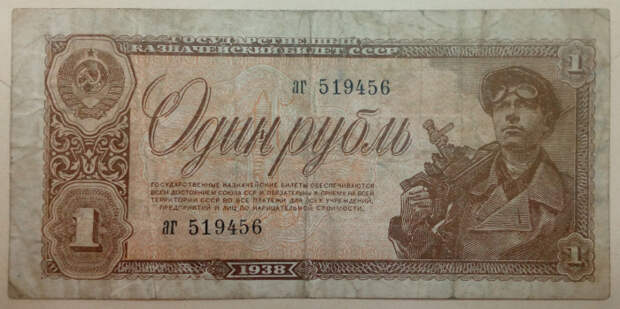 ГОСУДАРСТВЕННЫЙ
КАЗНАЧЕЙСКИЙ БИЛЕТ СССР
1
аг 519456
Один рубль
ГОСУДАРСТВЕННЫЕ КАЗНАЧЕЙСКИЕ БИЛЕТЫ ОБЕСПЕЧИВАЮТСЯ
ВСЕМ ДОСТОЯНИЕМ СОЮЗА ССР И ОБЯЗАТЕЛЬНЫ К ПРИЕМУ НА ВСЕЙ
ТЕРРИТОРИИ СССР ВО ВСЕ ПЛАТЕЖИ ДЛЯ ВСЕХ УЧРЕЖДЕНИЙ,
ПРЕДПРИЯТИЙ И ЛИЦ ПО НАРИЦАТЕЛЬНОЙ СТОИМОСТИ.
1
аг 519456
1938
1